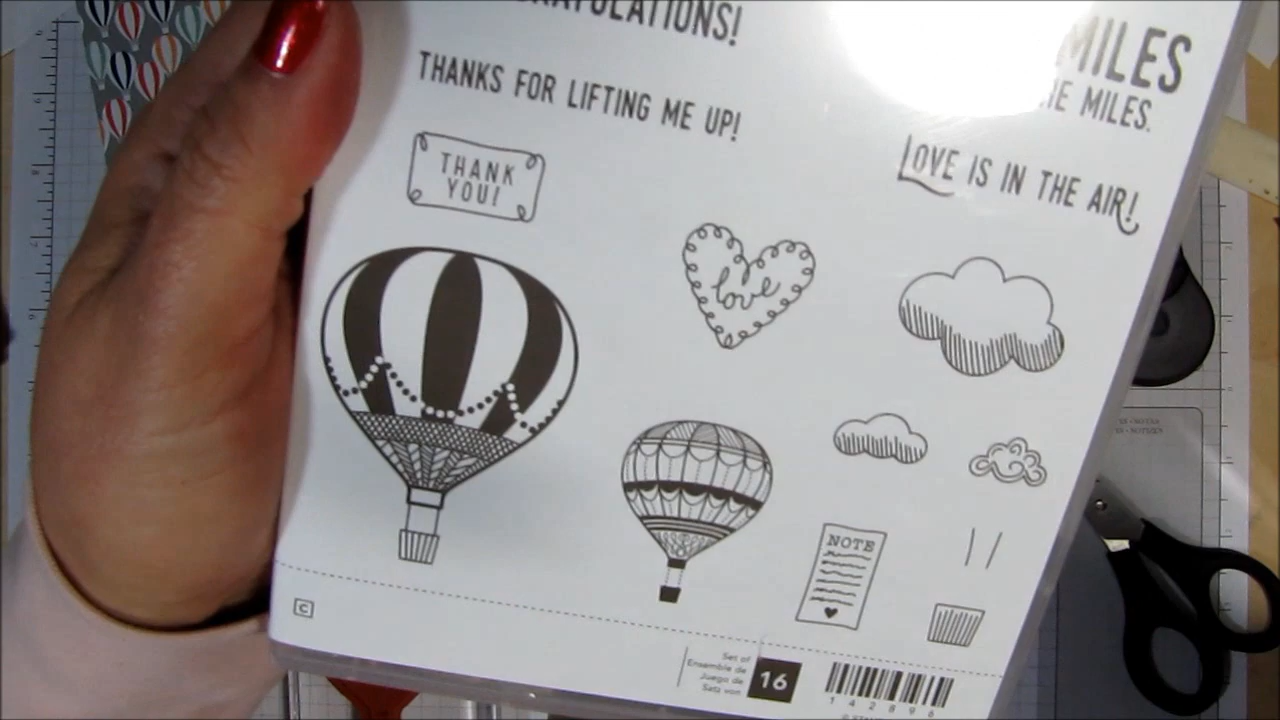 THANKS FOR LIFTING ME UP!
MILES
MILES.
THANK
YOU!
LOVE IS IN THE AIR!
love
NOTE
C
Set of
Ensemble de
Juego de
Satz von
16
142896